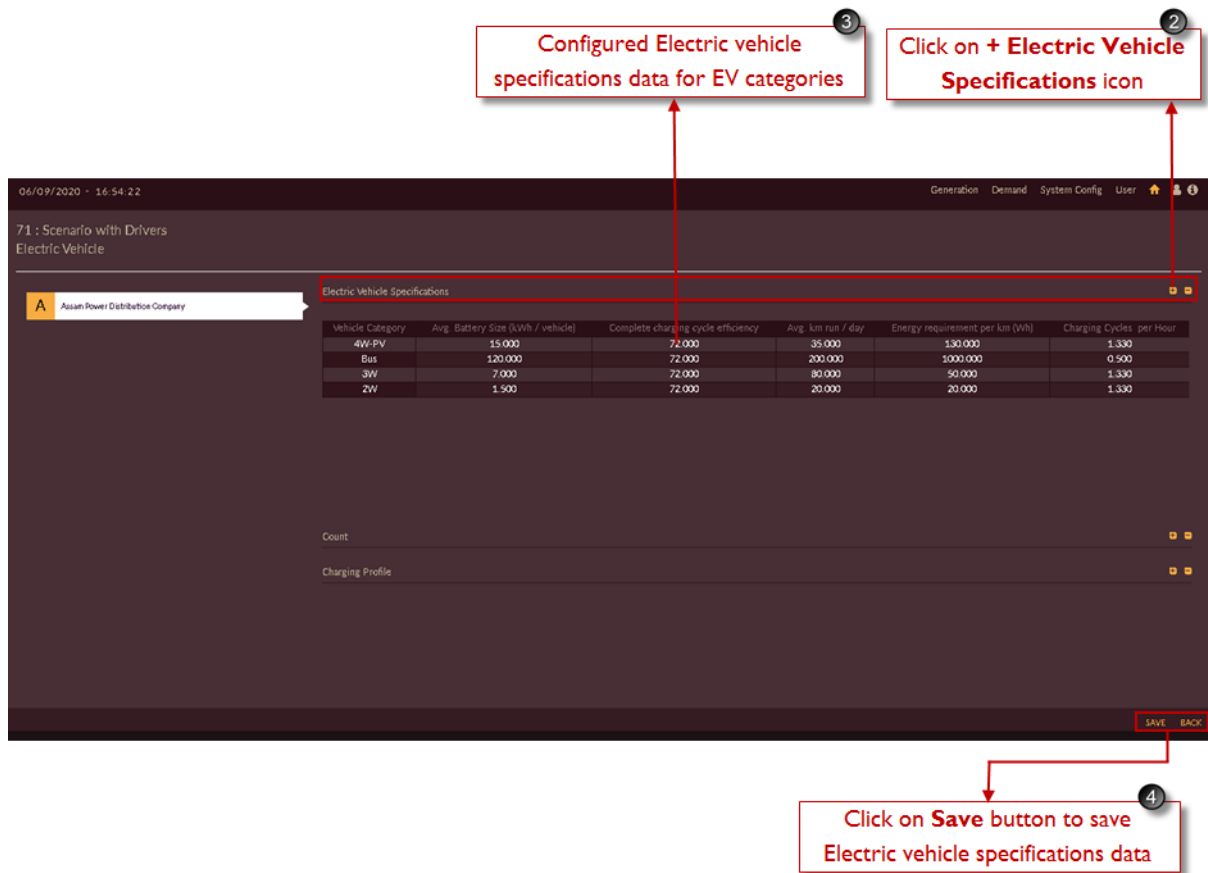 3
Configured Electric vehicle
specifications data for EV categories
2
Click on + Electric Vehicle
Specifications icon
06/09/2020 - 16:54:22
Generation Demand System Config User
71 : Scenario with Drivers
Electric Vehicle
A Assam Power Distribution Company
Electric Vehicle Specifications
Vehicle Category Avg. Battery Size (kWh / vehicle) Complete charging cycle efficiency Avg. km run / day Energy requirement per km (Wh) Charging Cycles per Hour
4W-PV 15.000 72.000 35.000 130.000 1.330
Bus 120.000 72.000 200.000 1000.000 0.500
3W 7.000 72.000 80.000 50.000 1.330
2W 1.500 72.000 20.000 20.000 1.330
Count
Charging Profile
SAVE BACK
4
Click on Save button to save
Electric vehicle specifications data